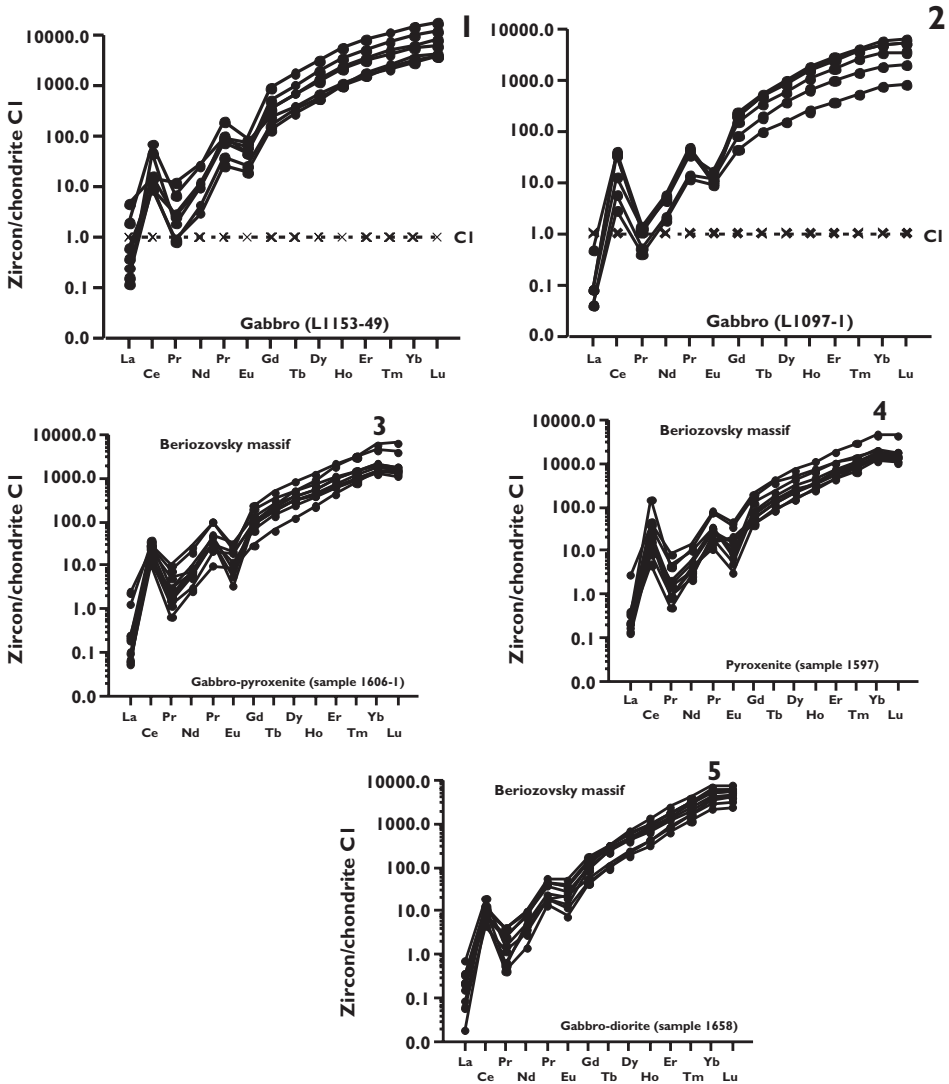 1
10000.0
1000.0
100.0
10.0
1.0
0.1
0.0
Zircon/chondrite C1
C1
Gabbro (L1153-49)
La Pr Pr Gd Dy Er Yb
Ce Nd Eu Tb Ho Tm Lu
2
10000.0
1000.0
100.0
10.0
1.0
0.1
0.0
C1
Gabbro (L1097-1)
La Pr Pr Gd Dy Er Yb
Ce Nd Eu Tb Ho Tm Lu
3
Beriozovsky massif
10000.0
1000.0
100.0
10.0
1.0
0.1
0.0
Zircon/chondrite C1
Gabbro-pyroxenite (sample 1606-1)
La Pr Pr Gd Dy Er Yb
Ce Nd Eu Tb Ho Tm Lu
4
Beriozovsky massif
10000.0
1000.0
100.0
10.0
1.0
0.1
0.0
Zircon/chondrite C1
Pyroxenite (sample 1597)
La Pr Pr Gd Dy Er Yb
Ce Nd Eu Tb Ho Tm Lu
5
Beriozovsky massif
10000.0
1000.0
100.0
10.0
1.0
0.1
0.0
Zircon/chondrite C1
Gabbro-diorite (sample 1658)
La Pr Pr Gd Dy Er Yb
Ce Nd Eu Tb Ho Tm Lu